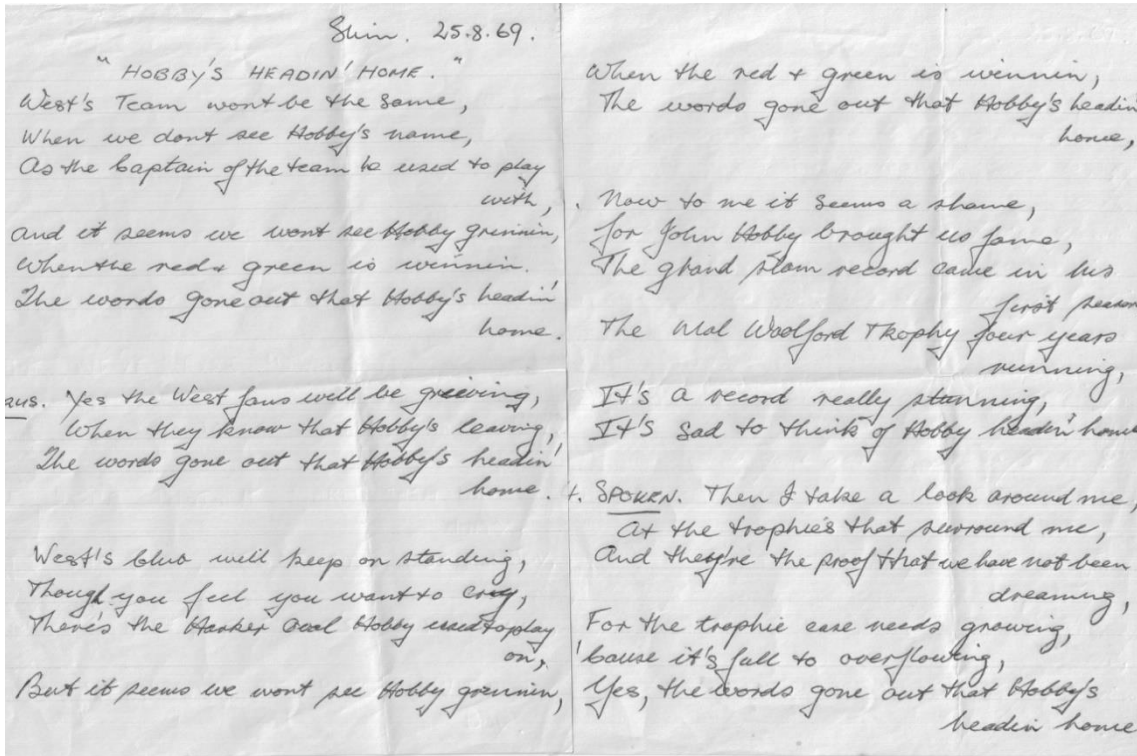 Slim. 25.8.69.
"HOBBY'S HEADIN' HOME."
West's Team wont be the same,
When we dont see Hobby's name,
As the Captain of the team he used to play
with,
and it seems we wont see Hobby grinnin,
When the red & green is winnin.
The words gone out that Hobby's headin'
home.
aus. Yes the West fans will be grieving,
When they know that Hobby's leaving,
The words gone out that Hobby's headin'
home.
West's Club will keep on standing,
Though you feel you want to cry,
There's the Harker Oval Hobby used to play
on,
But it seems we wont see Hobby grinnin,
When the red & green is winnin,
The words gone out that Hobby's headin
home,
Now to me it seems a shame,
for John Hobby brought us fame,
The grand slam record came in his
first season
The Mal Woolford Trophy four years
running,
It's a record really stunning,
It's sad to think of Hobby headin' home
4. SPOKEN. Then I take a look around me,
At the trophie's that surround me,
And they're the proof that we have not been
dreaming,
For the trophie case needs growing,
'cause it's full to overflowing,
Yes, the words gone out that Hobby's
headin home